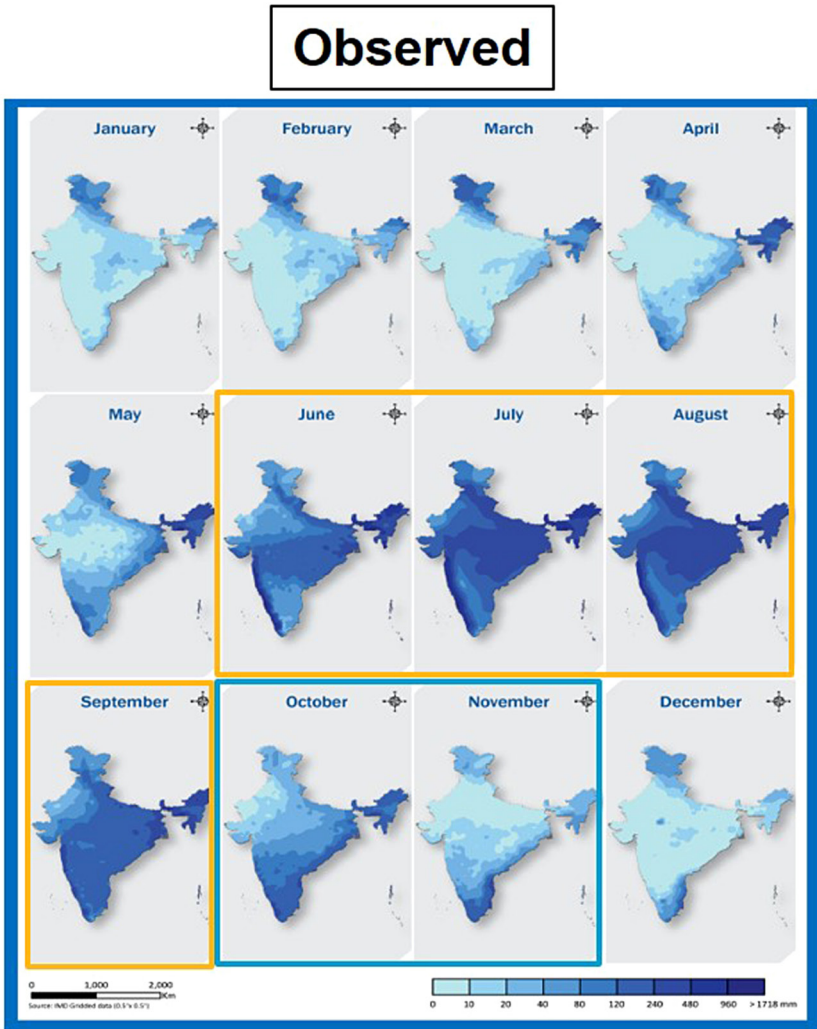 Observed
January February March April
May June July August
September October November December
0 1,000 2,000
Km
Source: IMD Gridded data (0.5°x 0.5°)
0 10 20 40 80 120 240 480 960 >1718 mm